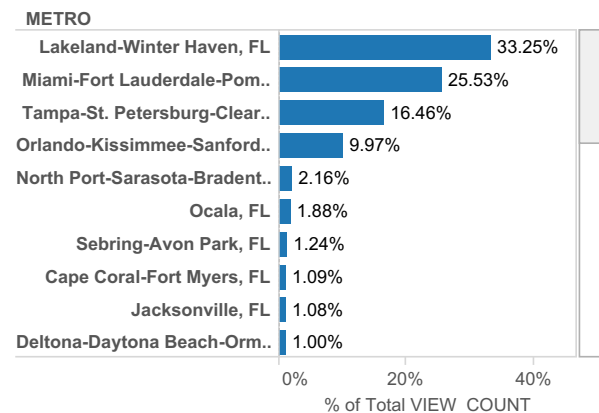 METRO
Lakeland-Winter Haven, FL 33.25%
Miami-Fort Lauderdale-Pom.. 25.53%
Tampa-St. Petersburg-Clear.. 16.46%
Orlando-Kissimmee-Sanford.. 9.97%
North Port-Sarasota-Bradent.. 2.16%
Ocala, FL 1.88%
Sebring-Avon Park, FL 1.24%
Cape Coral-Fort Myers, FL 1.09%
Jacksonville, FL 1.08%
Deltona-Daytona Beach-Orm.. 1.00%
0% 20% 40%
% of Total VIEW_COUNT